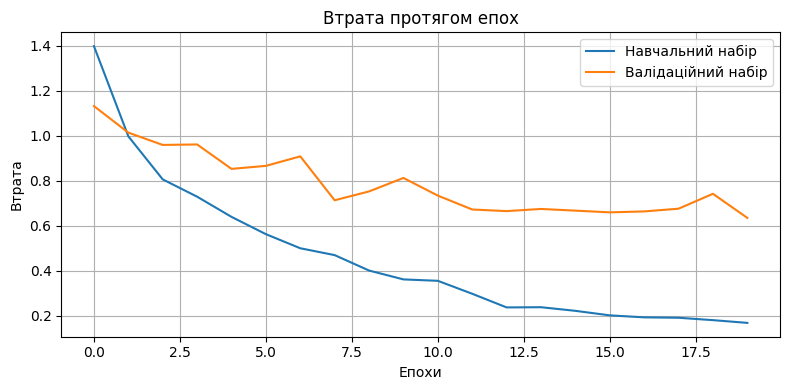 Втрата протягом епох
Навчальний набір
Валідаційний набір
Втрата
1.4
1.2
1.0
0.8
0.6
0.4
0.2
0.0 2.5 5.0 7.5 10.0 12.5 15.0 17.5
Епохи